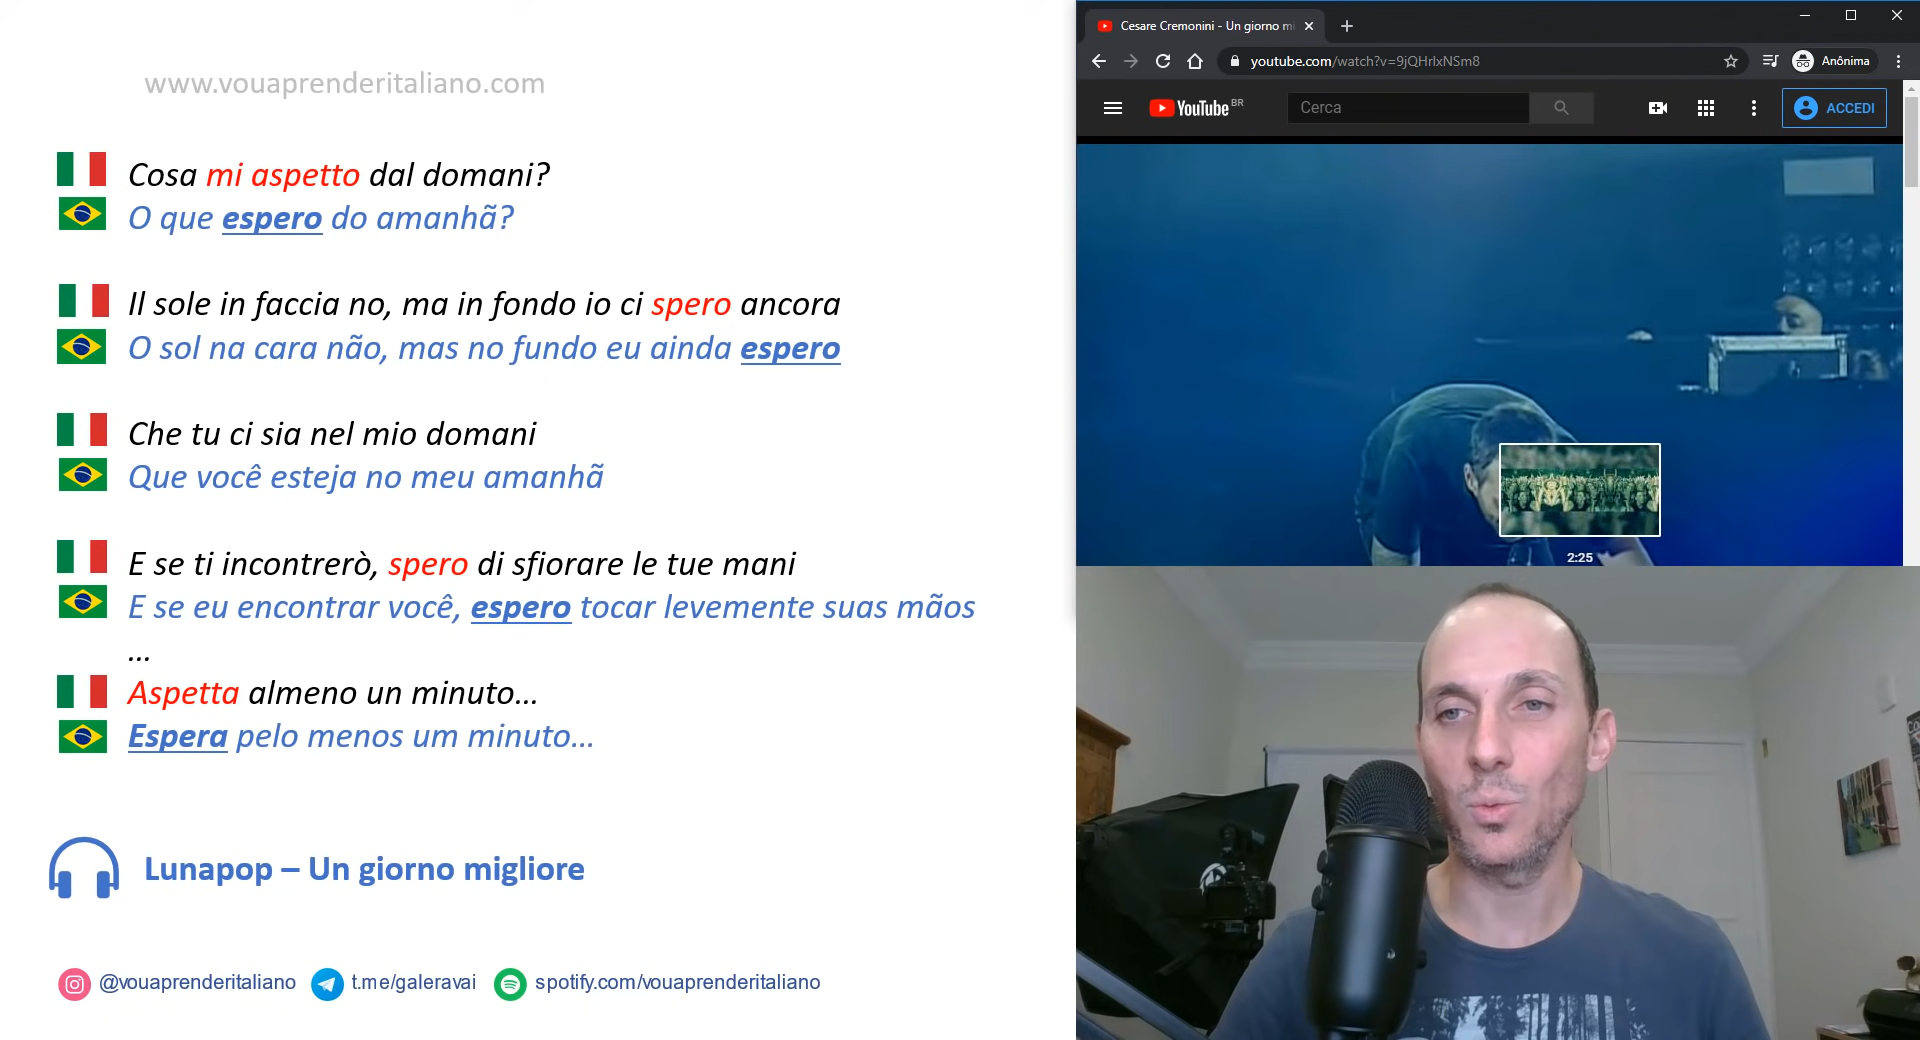 www.vouaprenderitaliano.com
Cosa mi aspetto dal domani?
O que espero do amanhã?
Il sole in faccia no, ma in fondo io ci spero ancora
O sol na cara não, mas no fundo eu ainda espero
Che tu ci sia nel mio domani
Que você esteja no meu amanhã
E se ti incontrerò, spero di sfiorare le tue mani
E se eu encontrar você, espero tocar levemente suas mãos
...
Aspetta almeno un minuto...
Espera pelo menos um minuto...
Lunapop – Un giorno migliore
@vouaprenderitaliano t.me/galeravai spotify.com/vouaprenderitaliano
Cesare Cremonini - Un giorno mi
youtube.com/watch?v=9jQHrlxNSm8
Anônima
YouTube BR
Cerca
ACCEDI
2:25